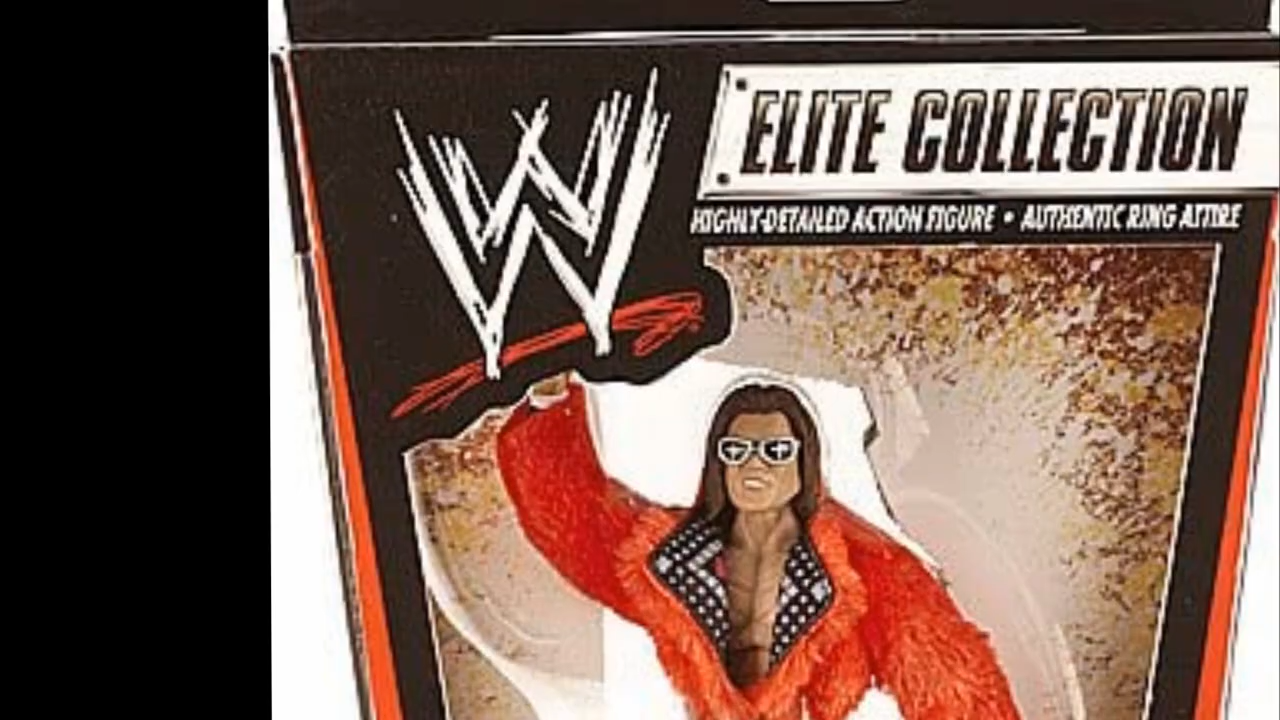 W
ELITE COLLECTION
HIGHLY-DETAILED ACTION FIGURE • AUTHENTIC RING ATTIRE